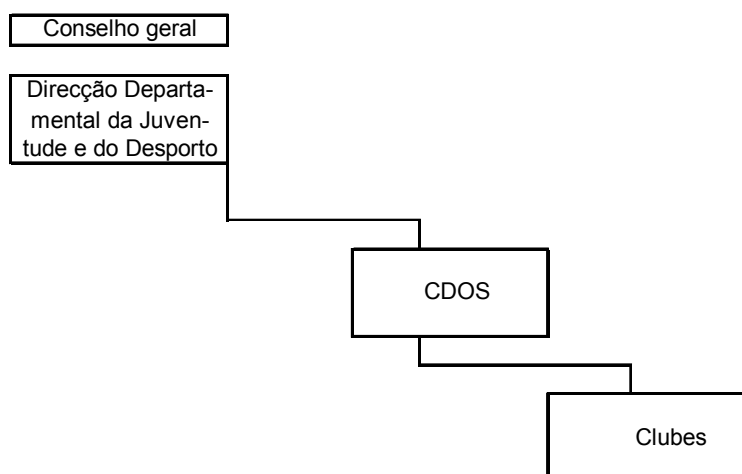 Conselho geral
Direcção Departa-
mental da Juven-
tude e do Desporto
CDOS
Clubes